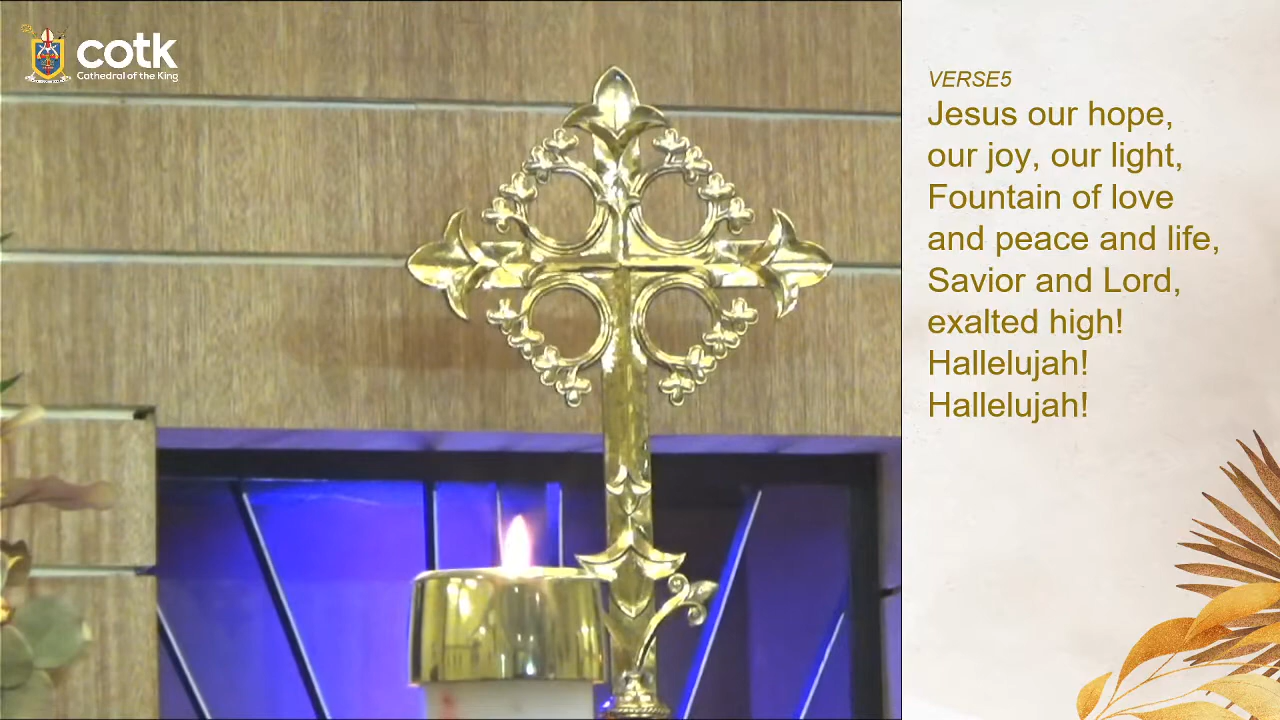 cotk
Cathedral of the King
VERSE5
Jesus our hope,
our joy, our light,
Fountain of love
and peace and life,
Savior and Lord,
exalted high!
Hallelujah!
Hallelujah!